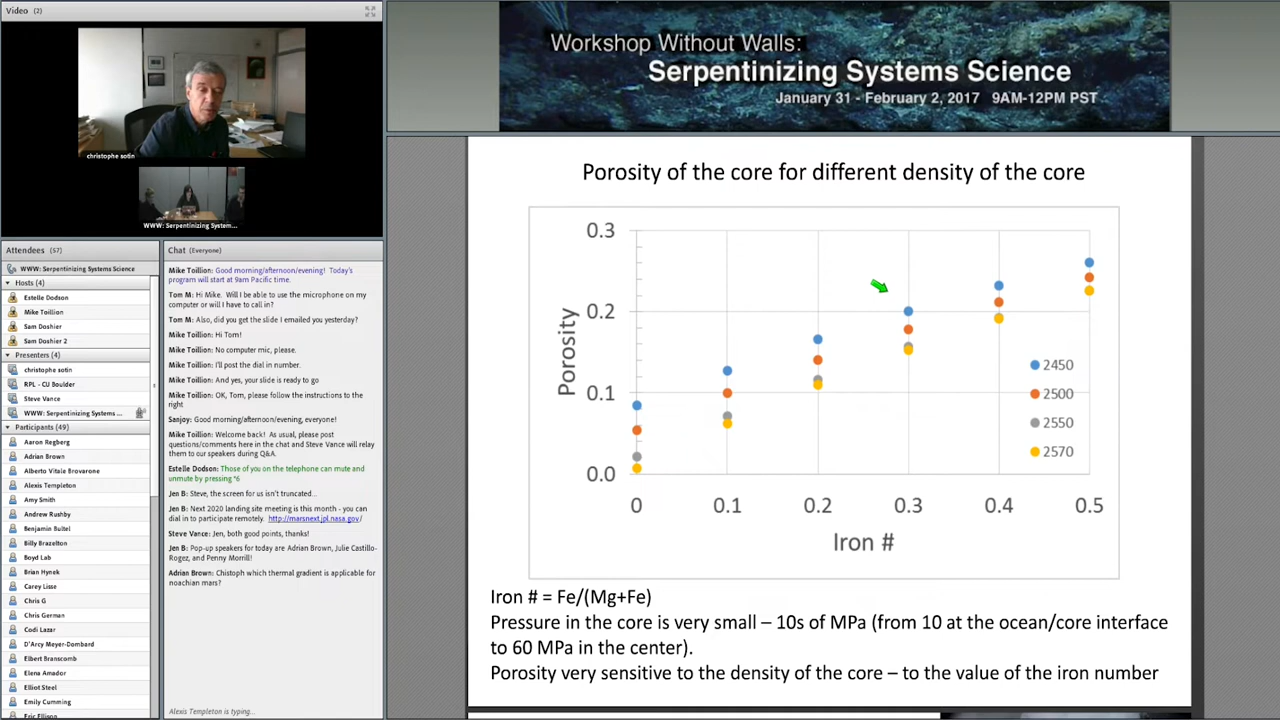 Video (2)
christophe sotin
WWW: Serpentinizing System...
Attendees (57)
WWW: Serpentinizing Systems Science
Hosts (4)
Estelle Dodson
Mike Toillion
Sam Doshier
Sam Doshier 2
Presenters (4)
christophe sotin
RPL - CU Boulder
Steve Vance
WWW: Serpentinizing Systems ...
Participants (49)
Aaron Regberg
Adrian Brown
Alberto Vitale Brovarone
Alexis Templeton
Amy Smith
Andrew Rushby
Benjamin Bultel
Billy Brazelton
Boyd Lab
Brian Hynek
Carey Lisse
Chris G
Chris German
Codi Lazar
D'Arcy Meyer-Dombard
Elbert Branscomb
Elena Amador
Elliot Steel
Emily Cumming
Eric Ellison
Chat (Everyone)
Mike Toillion: Good morning/afternoon/evening! Today's
program will start at 9am Pacific time.
Tom M: Hi Mike. Will I be able to use the microphone on my
computer or will I have to call in?
Tom M: Also, did you get the slide I emailed you yesterday?
Mike Toillion: Hi Tom!
Mike Toillion: No computer mic, please.
Mike Toillion: I'll post the dial in number.
Mike Toillion: And yes, your slide is ready to go
Mike Toillion: OK, Tom, please follow the instructions to the
right
Sanjoy: Good morning/afternoon/evening, everyone!
Mike Toillion: Welcome back! As usual, please post
questions/comments here in the chat and Steve Vance will relay
them to our speakers during Q&A.
Estelle Dodson: Those of you on the telephone can mute and
unmute by pressing *6
Jen B: Steve, the screen for us isn't truncated...
Jen B: Next 2020 landing site meeting is this month - you can
dial in to participate remotely. http://marsnext.jpl.nasa.gov/
Steve Vance: Jen, both good points, thanks!
Jen B: Pop-up speakers for today are Adrian Brown, Julie Castillo-
Rogez, and Penny Morrill!
Adrian Brown: Chistoph which thermal gradient is applicable for
noachian mars?
Alexis Templeton is typing...
Workshop Without Walls:
Serpentinizing Systems Science
January 31 - February 2, 2017 9AM-12PM PST
Porosity of the core for different density of the core
0.3
0.2
0.1
0.0
Porosity
2450
2500
2550
2570
0 0.1 0.2 0.3 0.4 0.5
Iron #
Iron # = Fe/(Mg+Fe)
Pressure in the core is very small – 10s of MPa (from 10 at the ocean/core interface
to 60 MPa in the center).
Porosity very sensitive to the density of the core – to the value of the iron number